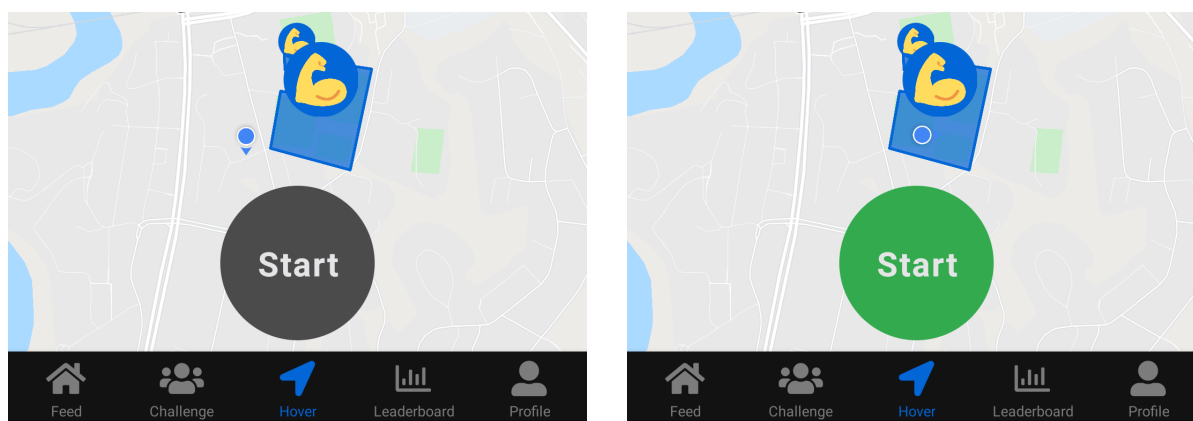 Start
Feed
Challenge
Hover
Leaderboard
Profile
Start
Feed
Challenge
Hover
Leaderboard
Profile